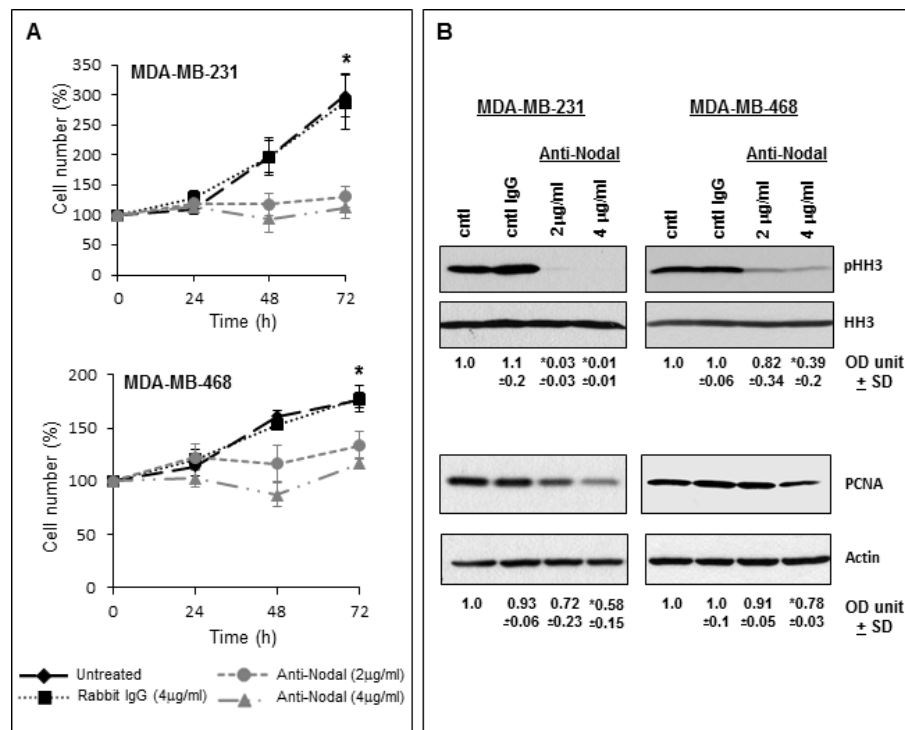 A
MDA-MB-231
350
300
250
200
150
100
50
0
Cell number (%)
*
0 24 48 72
Time (h)
MDA-MB-468
200
150
100
50
0
Cell number (%)
*
0 24 48 72
Time (h)
Untreated
Rabbit IgG (4µg/ml)
Anti-Nodal (2µg/ml)
Anti-Nodal (4µg/ml)
B
MDA-MB-231 MDA-MB-468
Anti-Nodal Anti-Nodal
cntl cntl IgG 2 µg/ml 4 µg/ml cntl cntl IgG 2 µg/ml 4 µg/ml
pHH3
HH3
1.0 1.1 *0.03 *0.01 1.0 1.0 0.82 *0.39 OD unit
±0.2 ±0.03 ±0.01 ±0.06 ±0.34 ±0.2 ± SD
PCNA
Actin
1.0 0.93 0.72 *0.58 1.0 1.0 0.91 *0.78 OD unit
±0.06 ±0.23 ±0.15 ±0.1 ±0.05 ±0.03 ± SD